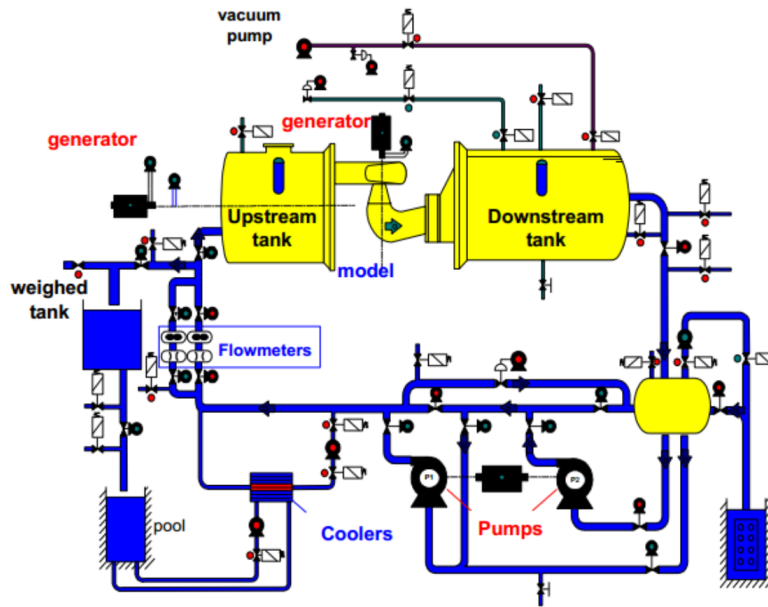 vacuum
pump
generator
generator
Upstream
tank
Downstream
tank
model
weighed
tank
Flowmeters
P1
P2
pool
Coolers
Pumps